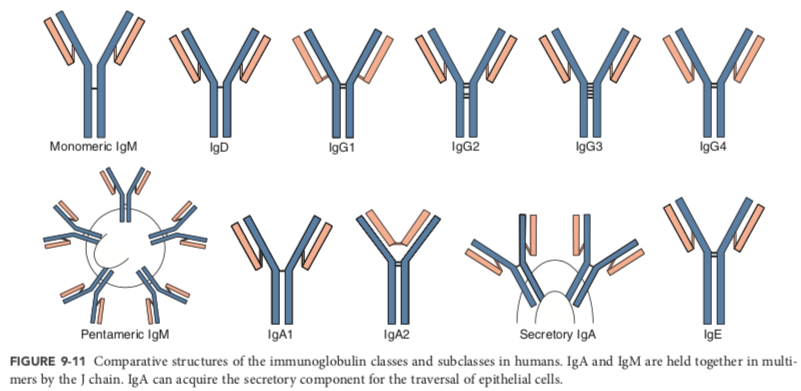 Monomeric IgM
IgD
IgG1
IgG2
IgG3
IgG4
Pentameric IgM
IgA1
IgA2
Secretory IgA
IgE
FIGURE 9-11 Comparative structures of the immunoglobulin classes and subclasses in humans. IgA and IgM are held together in multi-
mers by the J chain. IgA can acquire the secretory component for the traversal of epithelial cells.